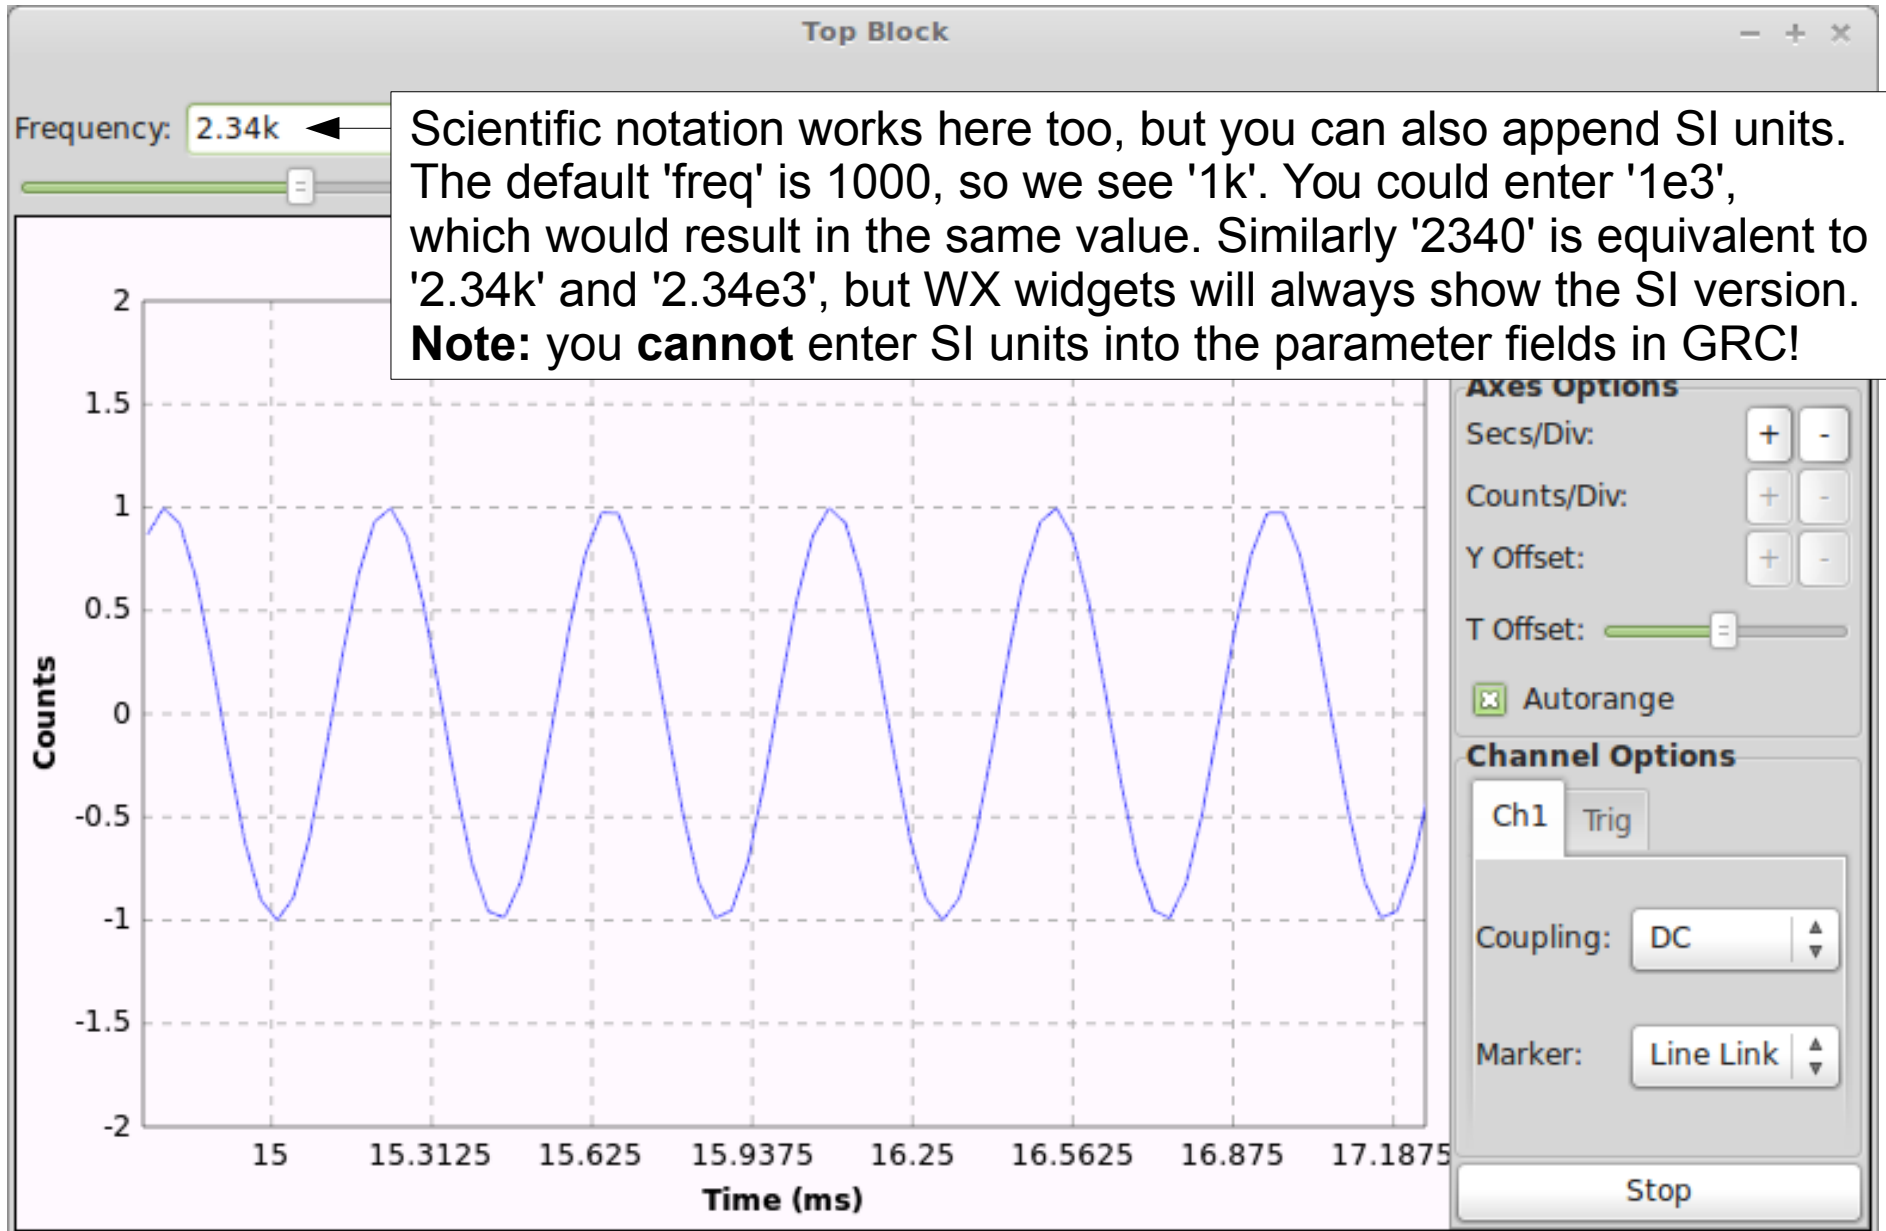 Top Block
Frequency: 2.34k
Scientific notation works here too, but you can also append SI units.
The default 'freq' is 1000, so we see '1k'. You could enter '1e3',
which would result in the same value. Similarly '2340' is equivalent to
'2.34k' and '2.34e3', but WX widgets will always show the SI version.
Note: you cannot enter SI units into the parameter fields in GRC!
2
1.5
1
0.5
0
-0.5
-1
-1.5
-2
Counts
15 15.3125 15.625 15.9375 16.25 16.5625 16.875 17.1875
Time (ms)
Axes Options
Secs/Div: + -
Counts/Div: + -
Y Offset: + -
T Offset:
Autorange
Channel Options
Ch1 Trig
Coupling: DC
Marker: Line Link
Stop